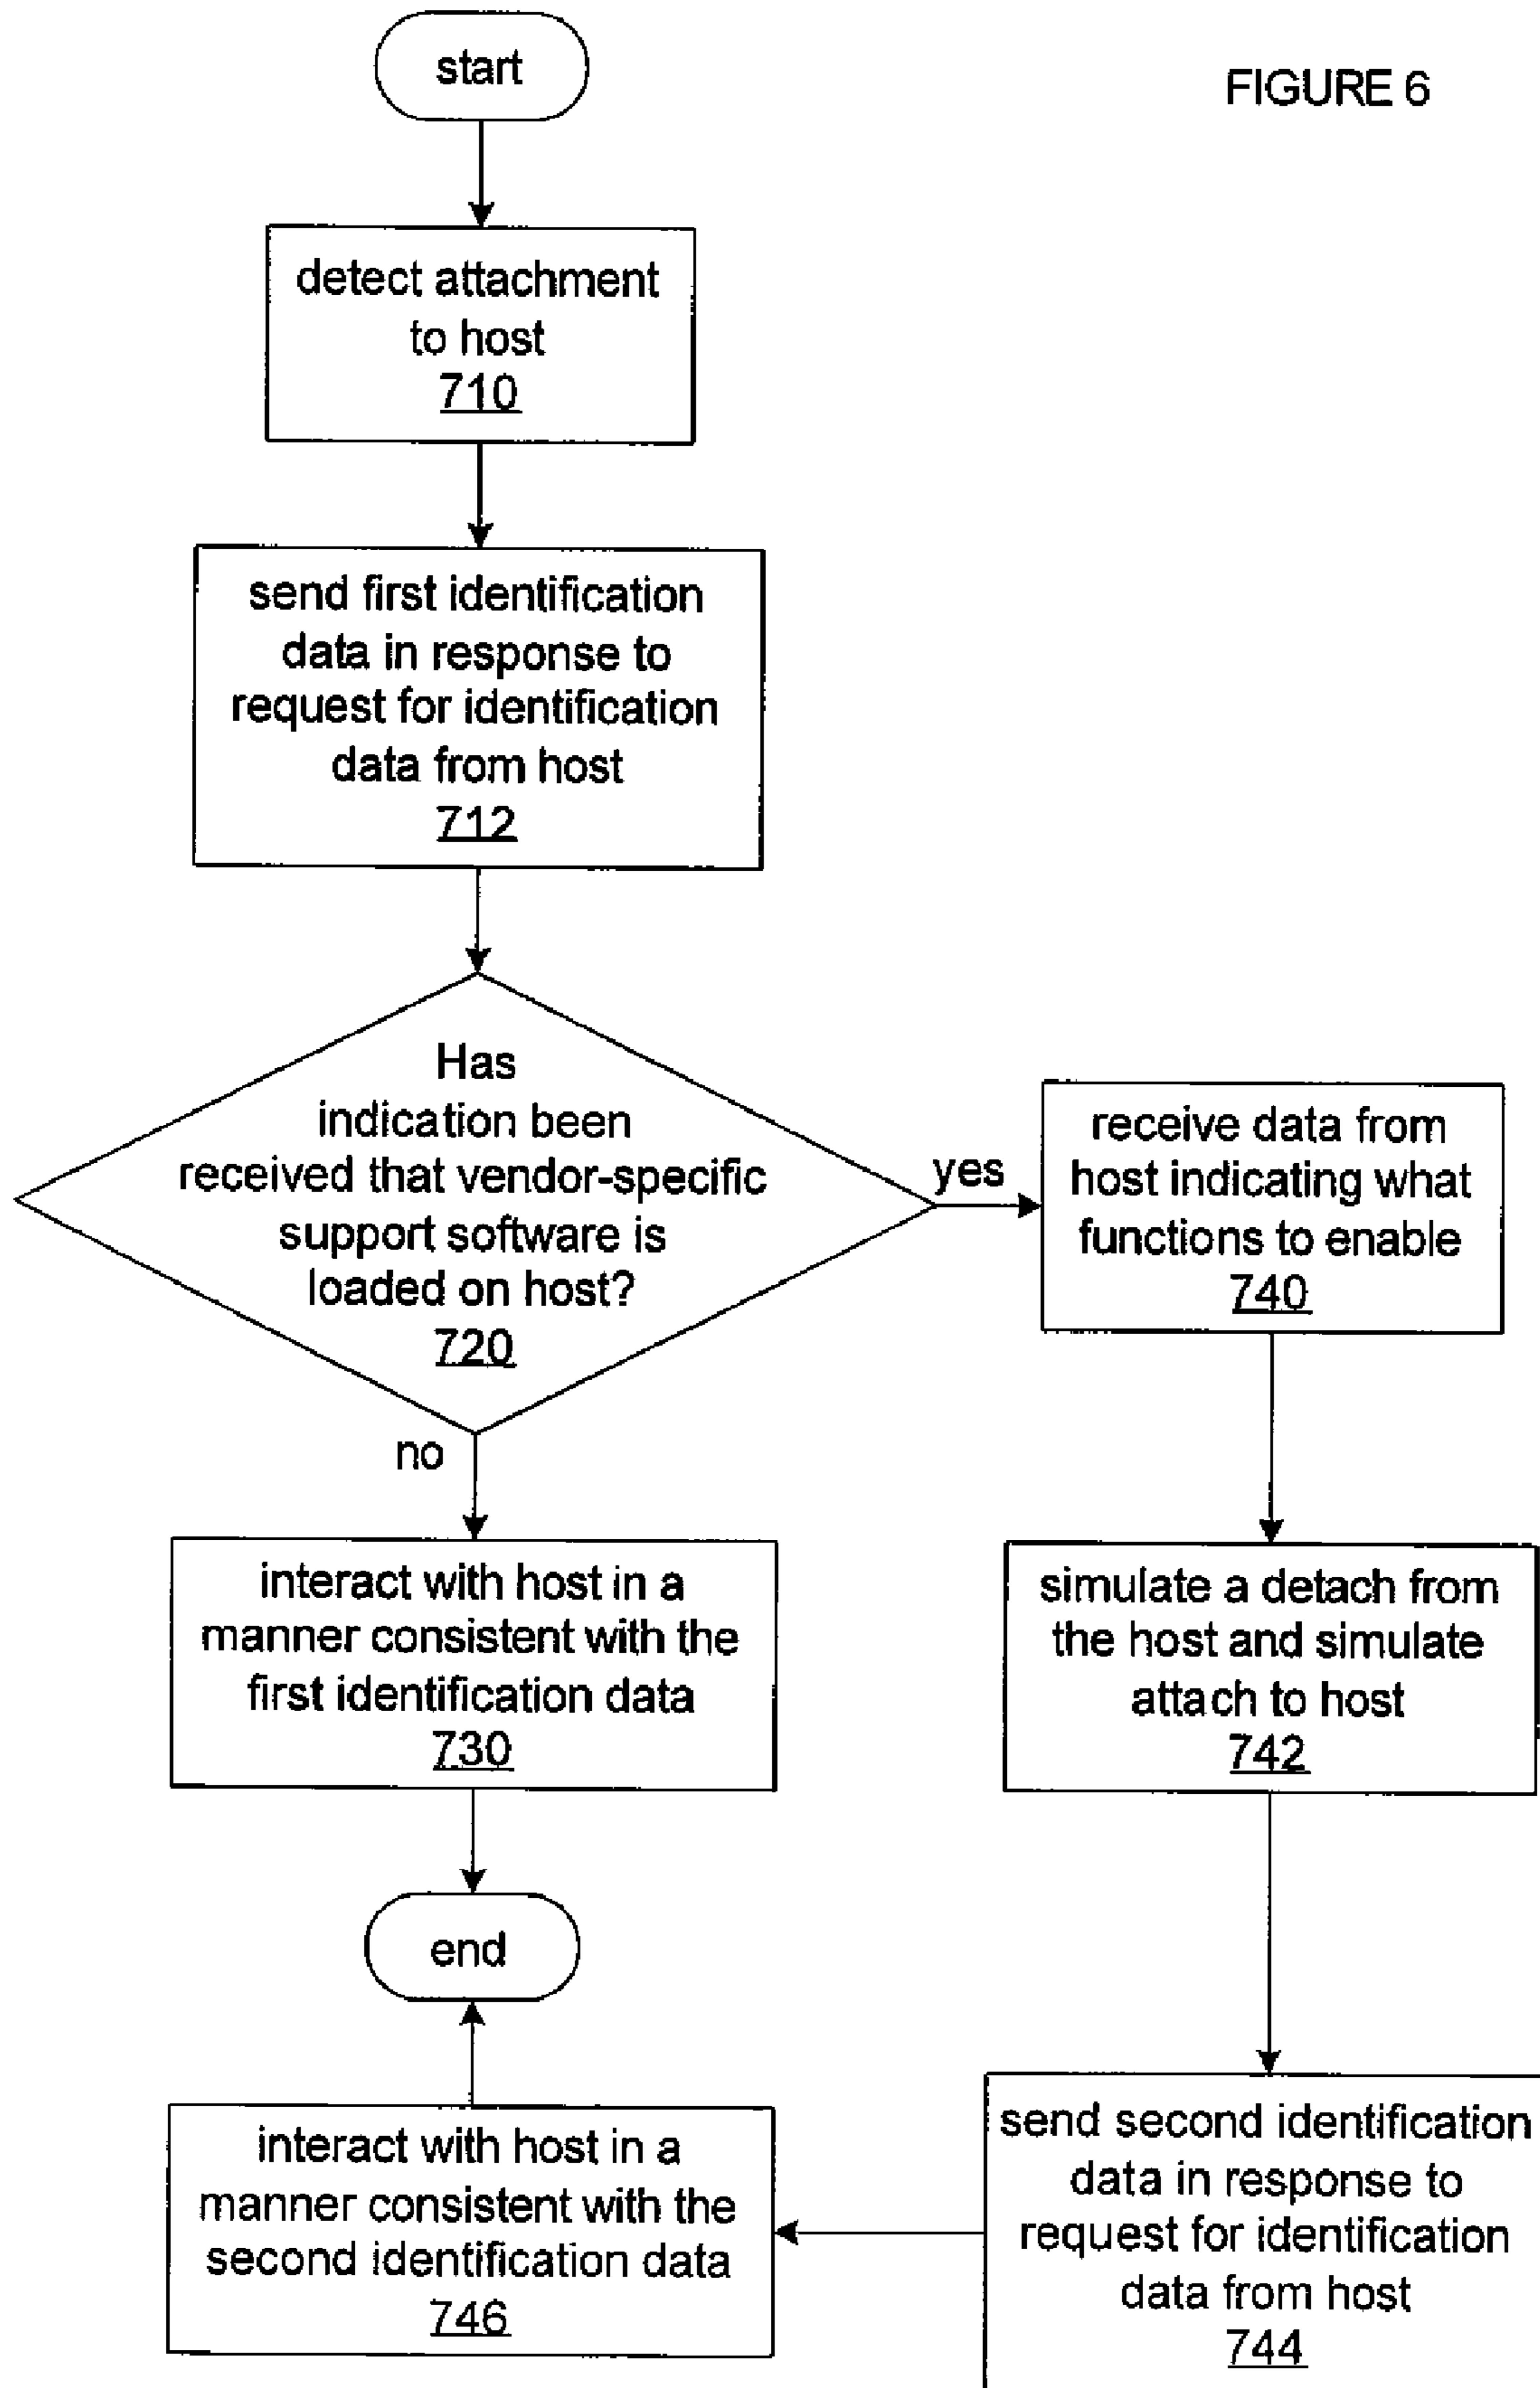 start
FIGURE 6
detect attachment
to host
710
send first identification
data in response to
request for identification
data from host
712
Has
indication been
received that vendor-specific
support software is
loaded on host?
720
yes
receive data from
host indicating what
functions to enable
740
no
interact with host in a
manner consistent with the
first identification data
730
simulate a detach from
the host and simulate
attach to host
742
end
interact with host in a
manner consistent with the
second identification data
746
send second identification
data in response to
request for identification
data from host
744